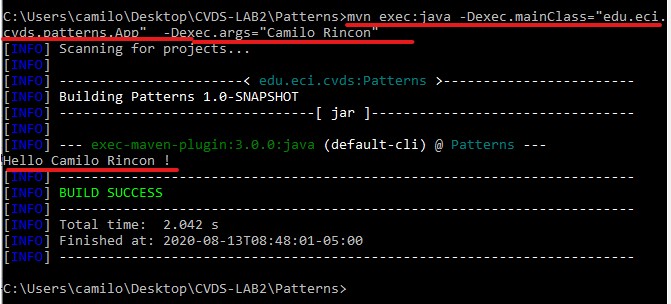 C:\Users\camilo\Desktop\CVDS-LAB2\Patterns>mvn exec:java -Dexec.mainClass="edu.eci.
cvds.patterns.App"  -Dexec.args="Camilo Rincon"
[INFO] Scanning for projects...
[INFO]
[INFO] -----------------------< edu.eci.cvds:Patterns >------------------------
[INFO] Building Patterns 1.0-SNAPSHOT
[INFO] --------------------------------[ jar ]---------------------------------
[INFO]
[INFO] --- exec-maven-plugin:3.0.0:java (default-cli) @ Patterns ---
Hello Camilo Rincon !
[INFO] ------------------------------------------------------------------------
[INFO] BUILD SUCCESS
[INFO] ------------------------------------------------------------------------
[INFO] Total time:  2.042 s
[INFO] Finished at: 2020-08-13T08:48:01-05:00
[INFO] ------------------------------------------------------------------------
C:\Users\camilo\Desktop\CVDS-LAB2\Patterns>